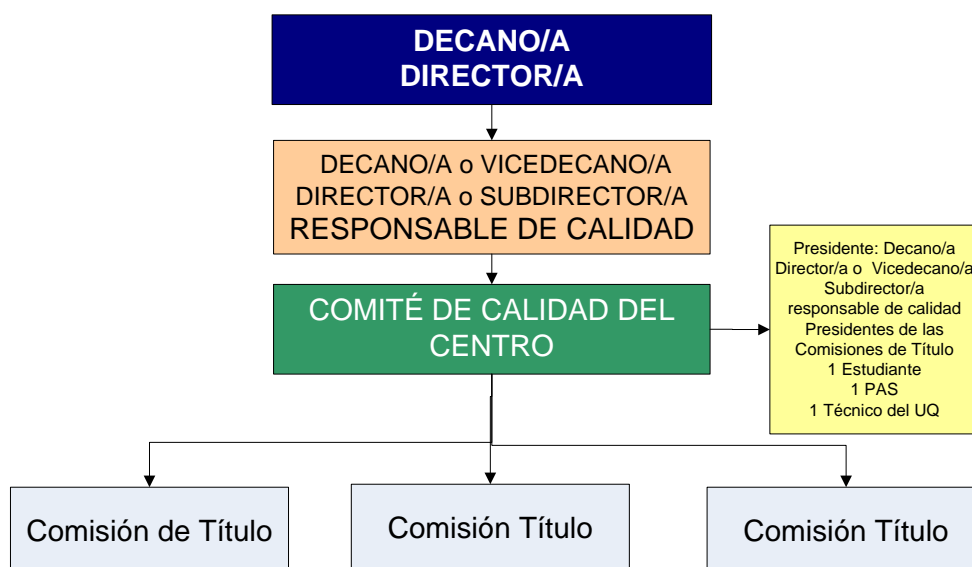 DECANO/A
DIRECTOR/A
DECANO/A o VICEDECANO/A
DIRECTOR/A o SUBDIRECTOR/A
RESPONSABLE DE CALIDAD
COMITÉ DE CALIDAD DEL
CENTRO
Presidente: Decano/a
Director/a o Vicedecano/a
Subdirector/a
responsable de calidad
Presidentes de las
Comisiones de Título
1 Estudiante
1 PAS
1 Técnico del UQ
Comisión de Título
Comisión Título
Comisión Título